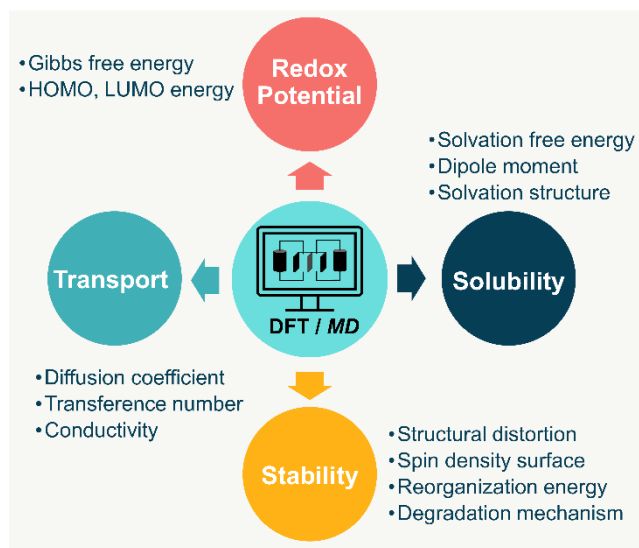 •Gibbs free energy
•HOMO, LUMO energy
Redox
Potential
•Solvation free energy
•Dipole moment
•Solvation structure
Transport
DFT / MD
Solubility
•Diffusion coefficient
•Transference number
•Conductivity
Stability
•Structural distortion
•Spin density surface
•Reorganization energy
•Degradation mechanism